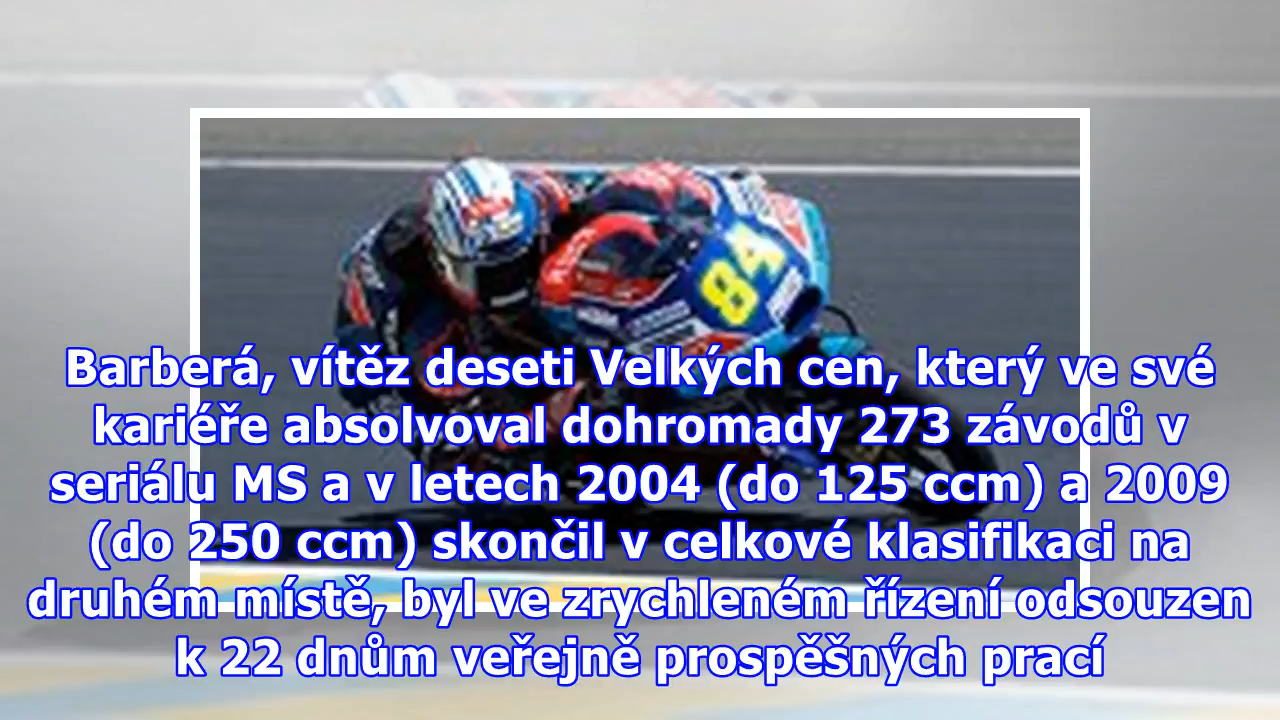 84
Barberá, vítěz deseti Velkých cen, který ve své
kariéře absolvoval dohromady 273 závodů v
seriálu MS a v letech 2004 (do 125 ccm) a 2009
(do 250 ccm) skončil v celkové klasifikaci na
druhém místě, byl ve zrychleném řízení odsouzen
k 22 dnům veřejně prospěšných prací